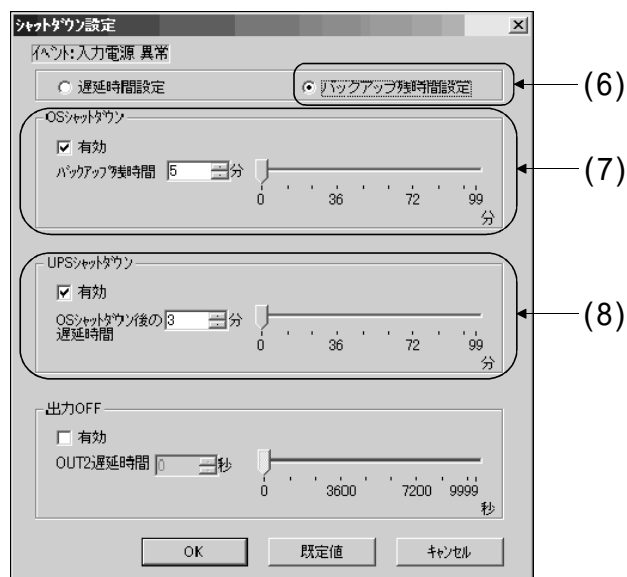 シャットダウン設定
イベント:入力電源 異常
遅延時間設定
バックアップ残時間設定
(6)
OSシャットダウン
有効
バックアップ残時間 5 分
0 36 72 99
分
(7)
UPSシャットダウン
有効
OSシャットダウン後の 3 分
遅延時間
0 36 72 99
分
(8)
出力OFF
有効
OUT2遅延時間 0 秒
0 3600 7200 9999
秒
OK 既定値 キャンセル